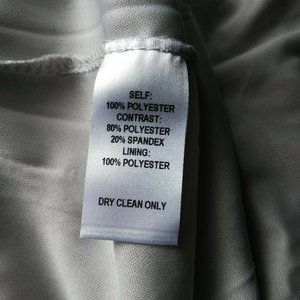 SELF:
100% POLYESTER
CONTRAST:
80% POLYESTER
20% SPANDEX
LINING:
100% POLYESTER
DRY CLEAN ONLY